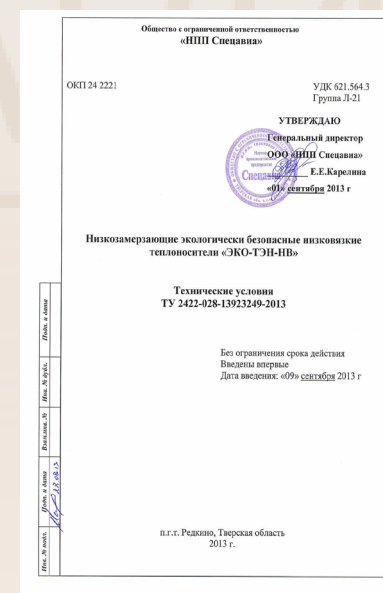 Общество с ограниченной ответственностью
«НПП Спецавиа»
ОКП 24 2221
УДК 621.564.3
Группа Л-21
УТВЕРЖДАЮ
Генеральный директор
ООО «НПП Спецавиа»
Е.Е.Карелина
«01» сентября 2013 г
Спецавиа
Низкозамерзающие экологически безопасные низковязкие
теплоносители «ЭКО-ТЭН-НВ»
Технические условия
ТУ 2422-028-13923249-2013
Без ограничения срока действия
Введены впервые
Дата введения: «09» сентября 2013 г
Подп. и дата
Инв. № дубл.
Взам.инв. №
Подп. и дата
Инв. № подл.
п.г.т. Редкино, Тверская область
2013 г.